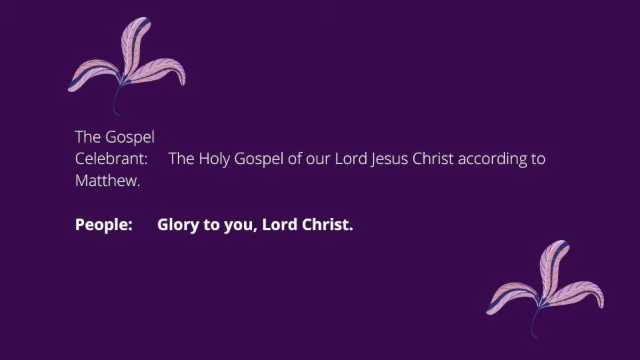 The Gospel
Celebrant: The Holy Gospel of our Lord Jesus Christ according to
Matthew.
People: Glory to you, Lord Christ.